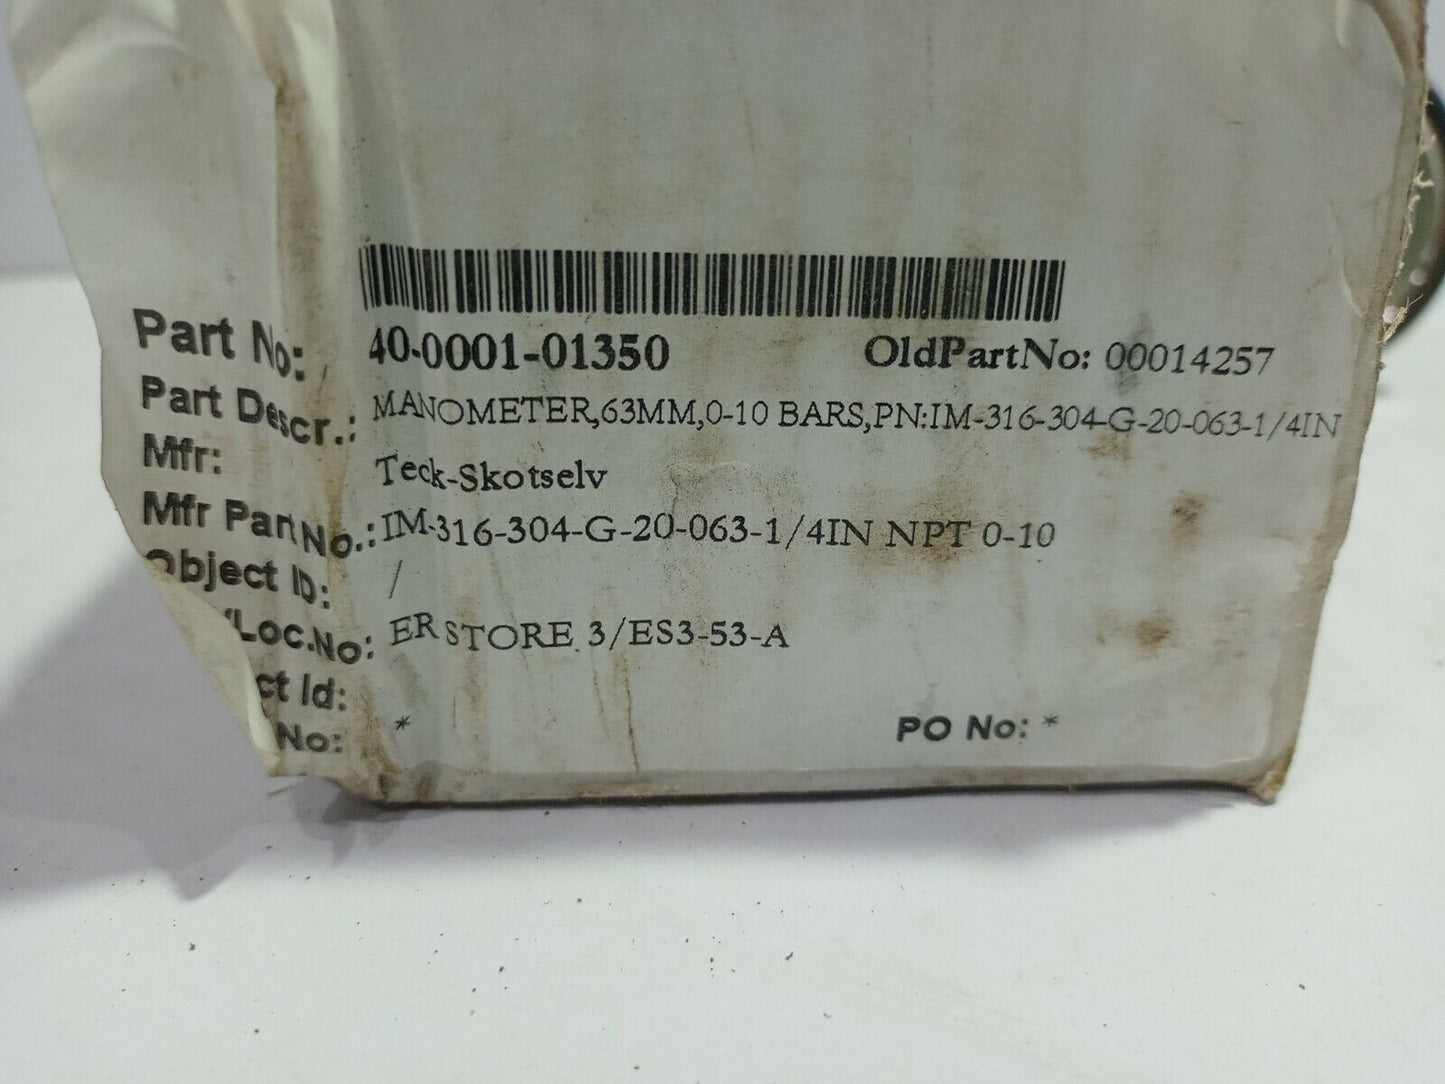 Part No: 40-0001-01350 OldPartNo: 00014257
Part Descr.: MANOMETER,63MM,0-10 BARS,PN:IM-316-304-G-20-063-1/4IN
Mfr: Teck-Skotselv
Mfr Part No.: IM-316-304-G-20-063-1/4IN NPT 0-10
Object ID: /
/Loc.No: ER STORE 3/ES3-53-A
ct Id:
No: * PO No: *